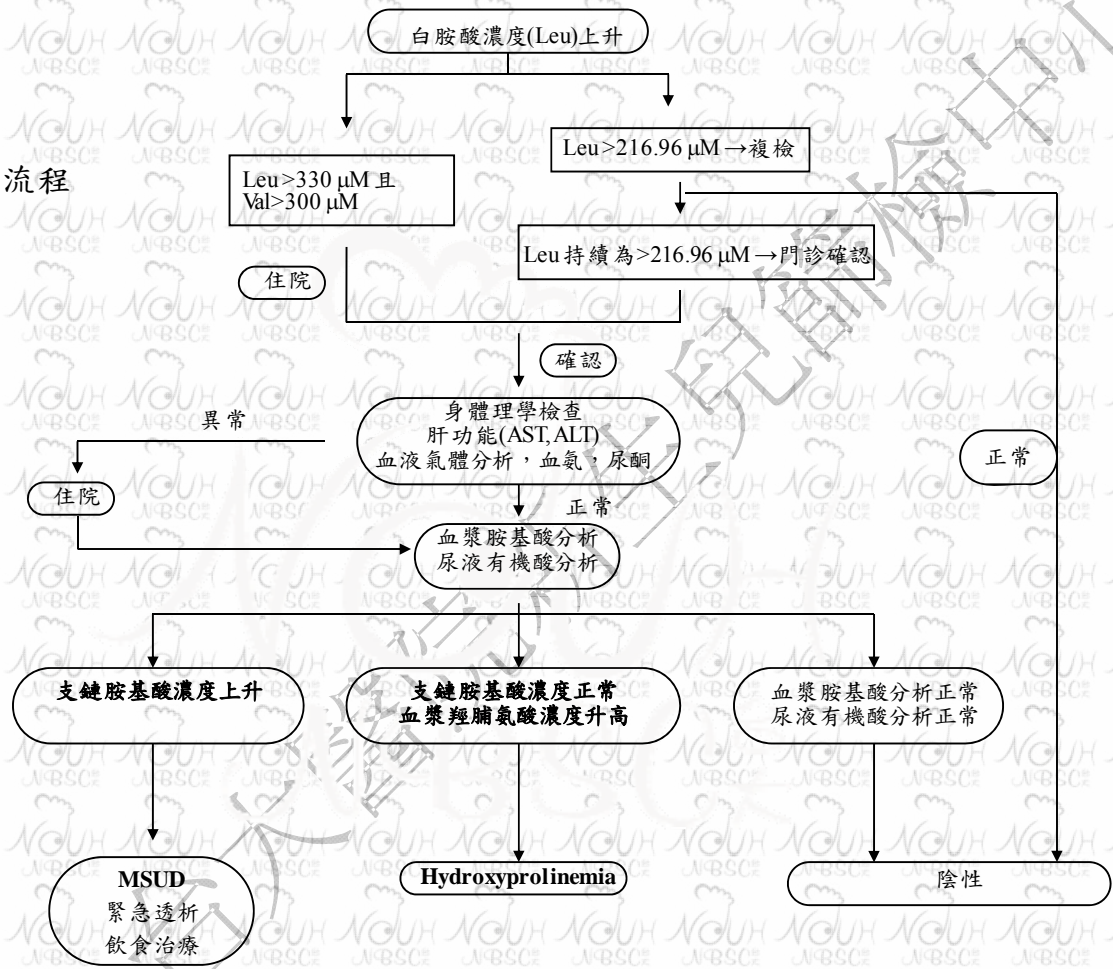 白胺酸濃度(Leu)上升
流程
Leu >330 μM 且
Val>300 μM
Leu >216.96 μM →複檢
Leu 持續為>216.96 μM →門診確認
住院
確認
身體理學檢查
肝功能(AST, ALT)
血液氣體分析，血氨，尿酮
異常
正常
住院
正常
血漿胺基酸分析
尿液有機酸分析
支鏈胺基酸濃度上升
支鏈胺基酸濃度正常
血漿羥脯氨酸濃度升高
血漿胺基酸分析正常
尿液有機酸分析正常
MSUD
緊急透析
飲食治療
Hydroxyprolinemia
陰性